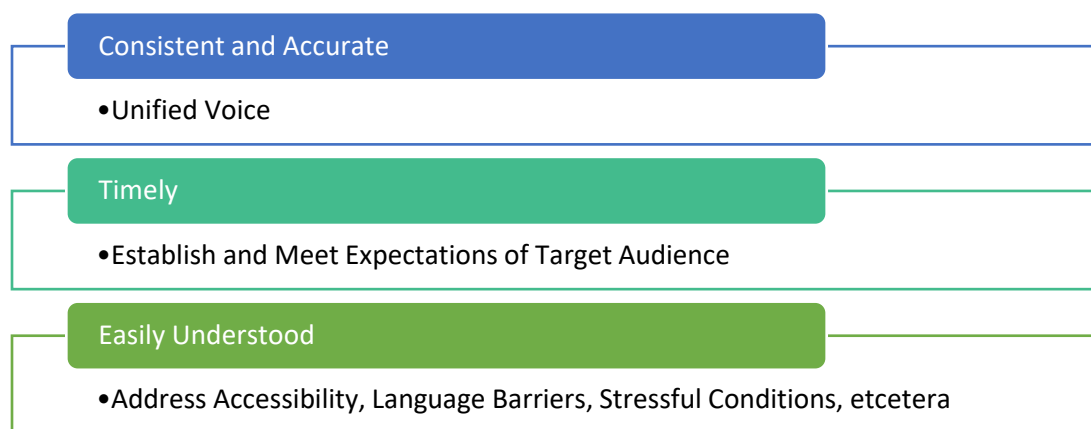 Consistent and Accurate
•Unified Voice
Timely
•Establish and Meet Expectations of Target Audience
Easily Understood
•Address Accessibility, Language Barriers, Stressful Conditions, etcetera